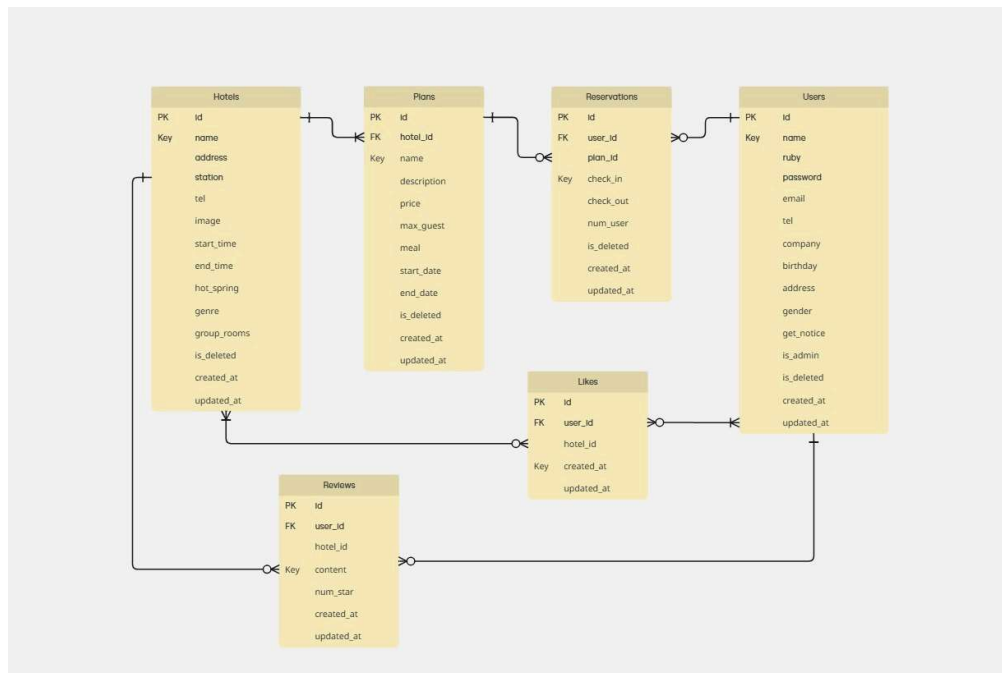 Hotels
PK id
Key name
address
station
tel
image
start_time
end_time
hot_spring
genre
group_rooms
is_deleted
created_at
updated_at
Plans
PK id
FK hotel_id
Key name
description
price
max_guest
meal
start_date
end_date
is_deleted
created_at
updated_at
Reservations
PK id
FK user_id
plan_id
Key check_in
check_out
num_user
is_deleted
created_at
updated_at
Users
PK id
Key name
ruby
password
email
tel
company
birthday
address
gender
get_notice
is_admin
is_deleted
created_at
updated_at
Likes
PK id
FK user_id
hotel_id
Key created_at
updated_at
Reviews
PK id
FK user_id
hotel_id
Key content
num_star
created_at
updated_at